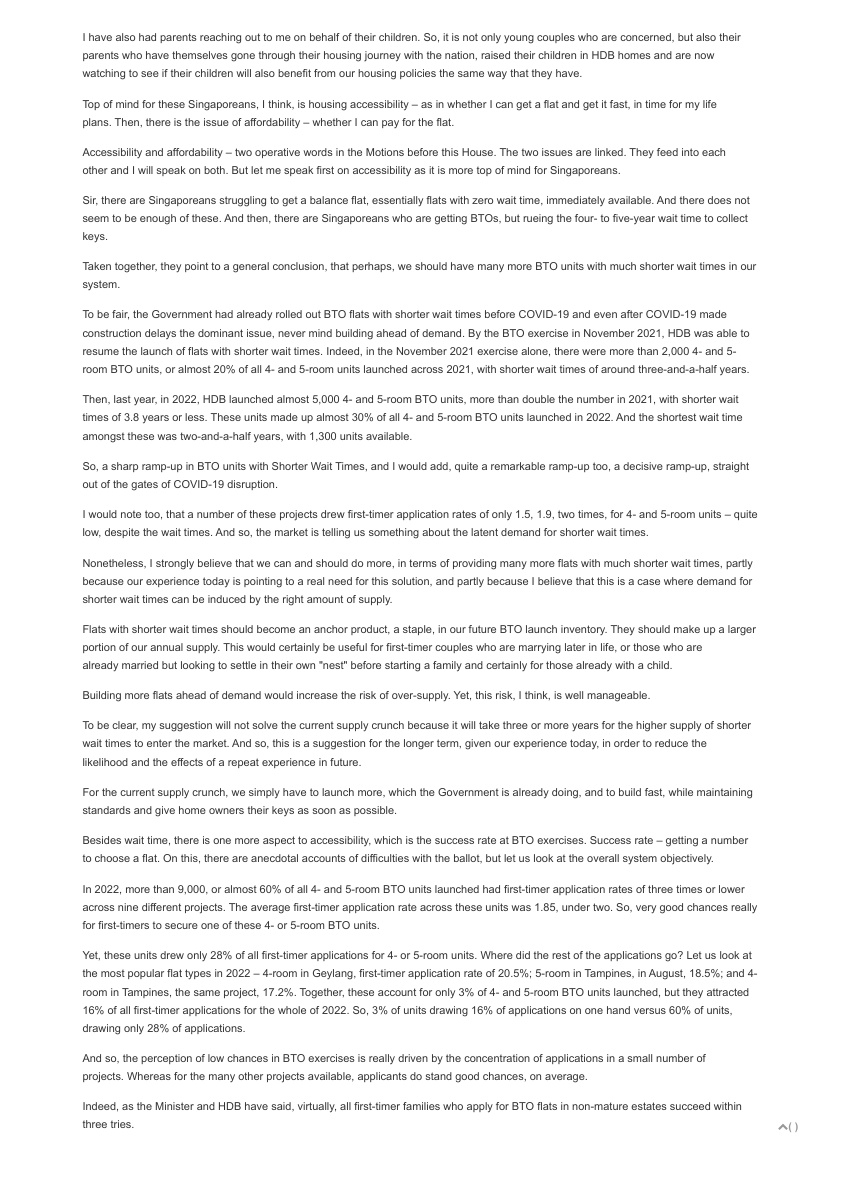 I have also had parents reaching out to me on behalf of their children. So, it is not only young couples who are concerned, but also their
parents who have themselves gone through their housing journey with the nation, raised their children in HDB homes and are now
watching to see if their children will also benefit from our housing policies the same way that they have.
Top of mind for these Singaporeans, I think, is housing accessibility – as in whether I can get a flat and get it fast, in time for my life
plans. Then, there is the issue of affordability – whether I can pay for the flat.
Accessibility and affordability – two operative words in the Motions before this House. The two issues are linked. They feed into each
other and I will speak on both. But let me speak first on accessibility as it is more top of mind for Singaporeans.
Sir, there are Singaporeans struggling to get a balance flat, essentially flats with zero wait time, immediately available. And there does not
seem to be enough of these. And then, there are Singaporeans who are getting BTOs, but rueing the four- to five-year wait time to collect
keys.
Taken together, they point to a general conclusion, that perhaps, we should have many more BTO units with much shorter wait times in our
system.
To be fair, the Government had already rolled out BTO flats with shorter wait times before COVID-19 and even after COVID-19 made
construction delays the dominant issue, never mind building ahead of demand. By the BTO exercise in November 2021, HDB was able to
resume the launch of flats with shorter wait times. Indeed, in the November 2021 exercise alone, there were more than 2,000 4- and 5-
room BTO units, or almost 20% of all 4- and 5-room units launched across 2021, with shorter wait times of around three-and-a-half years.
Then, last year, in 2022, HDB launched almost 5,000 4- and 5-room BTO units, more than double the number in 2021, with shorter wait
times of 3.8 years or less. These units made up almost 30% of all 4- and 5-room BTO units launched in 2022. And the shortest wait time
amongst these was two-and-a-half years, with 1,300 units available.
So, a sharp ramp-up in BTO units with Shorter Wait Times, and I would add, quite a remarkable ramp-up too, a decisive ramp-up, straight
out of the gates of COVID-19 disruption.
I would note too, that a number of these projects drew first-timer application rates of only 1.5, 1.9, two times, for 4- and 5-room units – quite
low, despite the wait times. And so, the market is telling us something about the latent demand for shorter wait times.
Nonetheless, I strongly believe that we can and should do more, in terms of providing many more flats with much shorter wait times, partly
because our experience today is pointing to a real need for this solution, and partly because I believe that this is a case where demand for
shorter wait times can be induced by the right amount of supply.
Flats with shorter wait times should become an anchor product, a staple, in our future BTO launch inventory. They should make up a larger
portion of our annual supply. This would certainly be useful for first-timer couples who are marrying later in life, or those who are
already married but looking to settle in their own "nest" before starting a family and certainly for those already with a child.
Building more flats ahead of demand would increase the risk of over-supply. Yet, this risk, I think, is well manageable.
To be clear, my suggestion will not solve the current supply crunch because it will take three or more years for the higher supply of shorter
wait times to enter the market. And so, this is a suggestion for the longer term, given our experience today, in order to reduce the
likelihood and the effects of a repeat experience in future.
For the current supply crunch, we simply have to launch more, which the Government is already doing, and to build fast, while maintaining
standards and give home owners their keys as soon as possible.
Besides wait time, there is one more aspect to accessibility, which is the success rate at BTO exercises. Success rate – getting a number
to choose a flat. On this, there are anecdotal accounts of difficulties with the ballot, but let us look at the overall system objectively.
In 2022, more than 9,000, or almost 60% of all 4- and 5-room BTO units launched had first-timer application rates of three times or lower
across nine different projects. The average first-timer application rate across these units was 1.85, under two. So, very good chances really
for first-timers to secure one of these 4- or 5-room BTO units.
Yet, these units drew only 28% of all first-timer applications for 4- or 5-room units. Where did the rest of the applications go? Let us look at
the most popular flat types in 2022 – 4-room in Geylang, first-timer application rate of 20.5%; 5-room in Tampines, in August, 18.5%; and 4-
room in Tampines, the same project, 17.2%. Together, these account for only 3% of 4- and 5-room BTO units launched, but they attracted
16% of all first-timer applications for the whole of 2022. So, 3% of units drawing 16% of applications on one hand versus 60% of units,
drawing only 28% of applications.
And so, the perception of low chances in BTO exercises is really driven by the concentration of applications in a small number of
projects. Whereas for the many other projects available, applicants do stand good chances, on average.
Indeed, as the Minister and HDB have said, virtually, all first-timer families who apply for BTO flats in non-mature estates succeed within
three tries.
( )